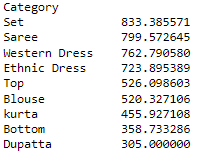 Category
Set 833.385571
Saree 799.572645
Western Dress 762.790580
Ethnic Dress 723.895389
Top 526.098603
Blouse 520.327106
kurta 455.927108
Bottom 358.733286
Dupatta 305.000000